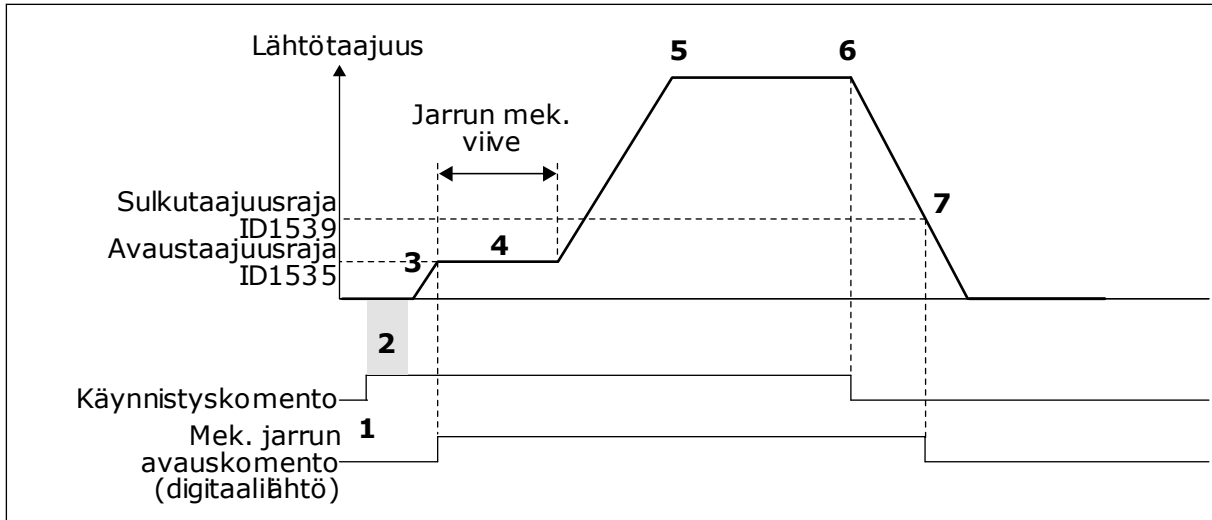 Lähtötaajuus
5
6
Jarrun mek.
viive
Sulkutaajuusraja
ID1539
7
Avaustaajuusraja
ID1535
3
4
2
Käynnistyskomento
1
Mek. jarrun
avauskomento
(digitaalilähtö)